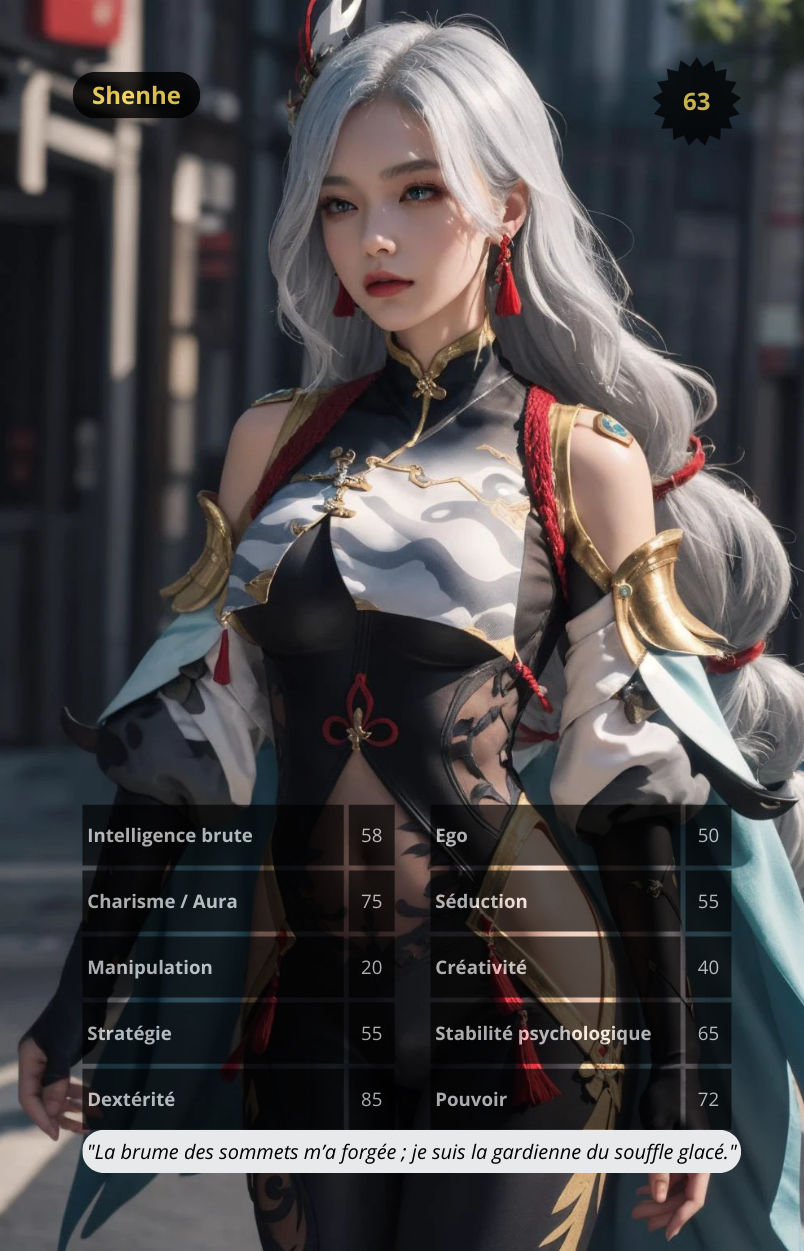 Shenhe
63
Intelligence brute 58 Ego 50
Charisme / Aura 75 Séduction 55
Manipulation 20 Créativité 40
Stratégie 55 Stabilité psychologique 65
Dextérité 85 Pouvoir 72
"La brume des sommets m’a forgée ; je suis la gardienne du souffle glacé."